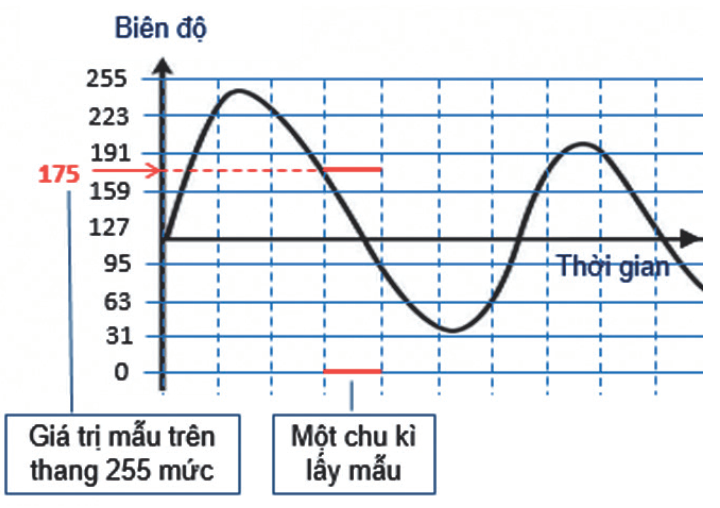 Biên độ
255
223
191
175
159
127
95
Thời gian
63
31
0
Giá trị mẫu trên
thang 255 mức
Một chu kì
lấy mẫu